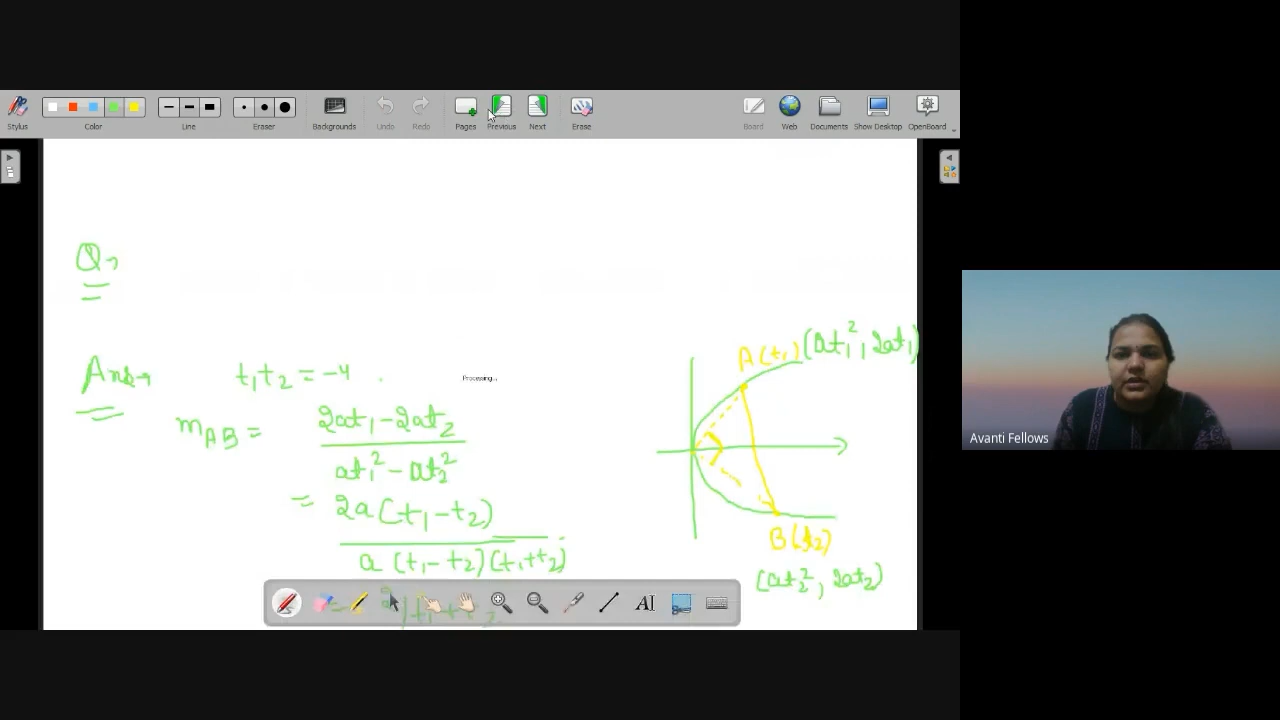 Stylus
Color
Line
Eraser
Backgrounds
Undo
Redo
Pages
Previous
Next
Erase
Board
Web
Documents
Show Desktop
OpenBoard
Q→
Ans→ t₁t₂ = -4 .
Processing...
m_AB = 2at₁ - 2at₂
at₁² - at₂²
= 2a(t₁ - t₂)
a(t₁ - t₂)(t₁ + t₂)
A(t₁) (at₁², 2at₁)
B(t₂)
(at₂², 2at₂)
AI
Avanti Fellows